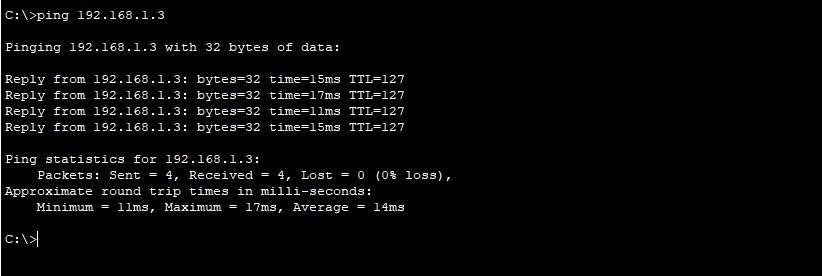 C:\>ping 192.168.1.3
Pinging 192.168.1.3 with 32 bytes of data:
Reply from 192.168.1.3: bytes=32 time=15ms TTL=127
Reply from 192.168.1.3: bytes=32 time=17ms TTL=127
Reply from 192.168.1.3: bytes=32 time=11ms TTL=127
Reply from 192.168.1.3: bytes=32 time=15ms TTL=127
Ping statistics for 192.168.1.3:
    Packets: Sent = 4, Received = 4, Lost = 0 (0% loss),
Approximate round trip times in milli-seconds:
    Minimum = 11ms, Maximum = 17ms, Average = 14ms
C:\>